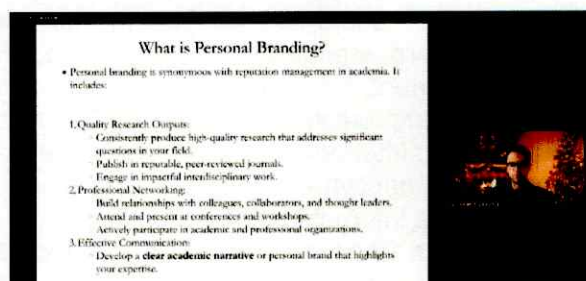 What is Personal Branding?
• Personal branding is synonymous with reputation management in academia. It
includes:
1. Quality Research Outputs:
Consistently produce high-quality research that addresses significant
questions in your field.
Publish in reputable, peer-reviewed journals.
Engage in impactful interdisciplinary work.
2. Professional Networking:
Build relationships with colleagues, collaborators, and thought leaders.
Attend and present at conferences and workshops.
Actively participate in academic and professional organizations.
3. Effective Communication:
Develop a clear academic narrative or personal brand that highlights
your expertise.